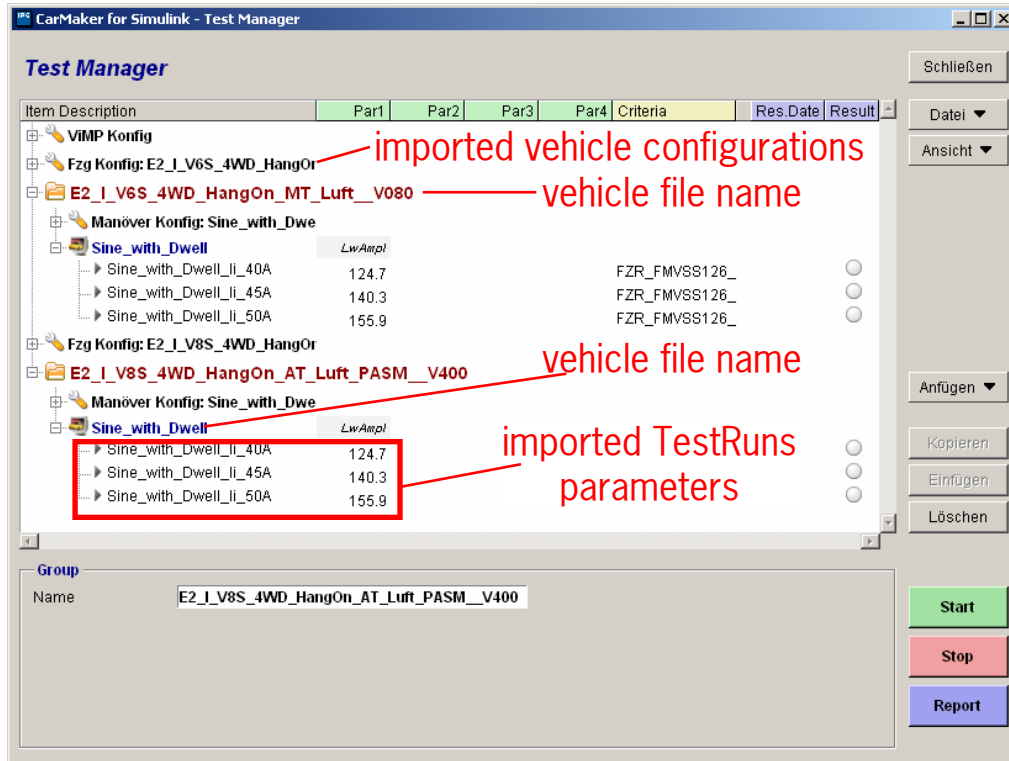 IPG CarMaker for Simulink - Test Manager
Test Manager
Schließen
Item Description Par1 Par2 Par3 Par4 Criteria Res.Date Result
Datei
Ansicht
ViMP Konfig
imported vehicle configurations
Fzg Konfig: E2_I_V6S_4WD_HangOr
E2_I_V6S_4WD_HangOn_MT_Luft__V080
vehicle file name
Manöver Konfig: Sine_with_Dwe
Sine_with_Dwell LwAmpl
Sine_with_Dwell_li_40A 124.7 FZR_FMVSS126_
Sine_with_Dwell_li_45A 140.3 FZR_FMVSS126_
Sine_with_Dwell_li_50A 155.9 FZR_FMVSS126_
Fzg Konfig: E2_I_V8S_4WD_HangOr
vehicle file name
E2_I_V8S_4WD_HangOn_AT_Luft_PASM__V400
Anfügen
Manöver Konfig: Sine_with_Dwe
Sine_with_Dwell LwAmpl
imported TestRuns
parameters
Sine_with_Dwell_li_40A 124.7
Sine_with_Dwell_li_45A 140.3
Sine_with_Dwell_li_50A 155.9
Kopieren
Einfügen
Löschen
Group
Name E2_I_V8S_4WD_HangOn_AT_Luft_PASM__V400
Start
Stop
Report